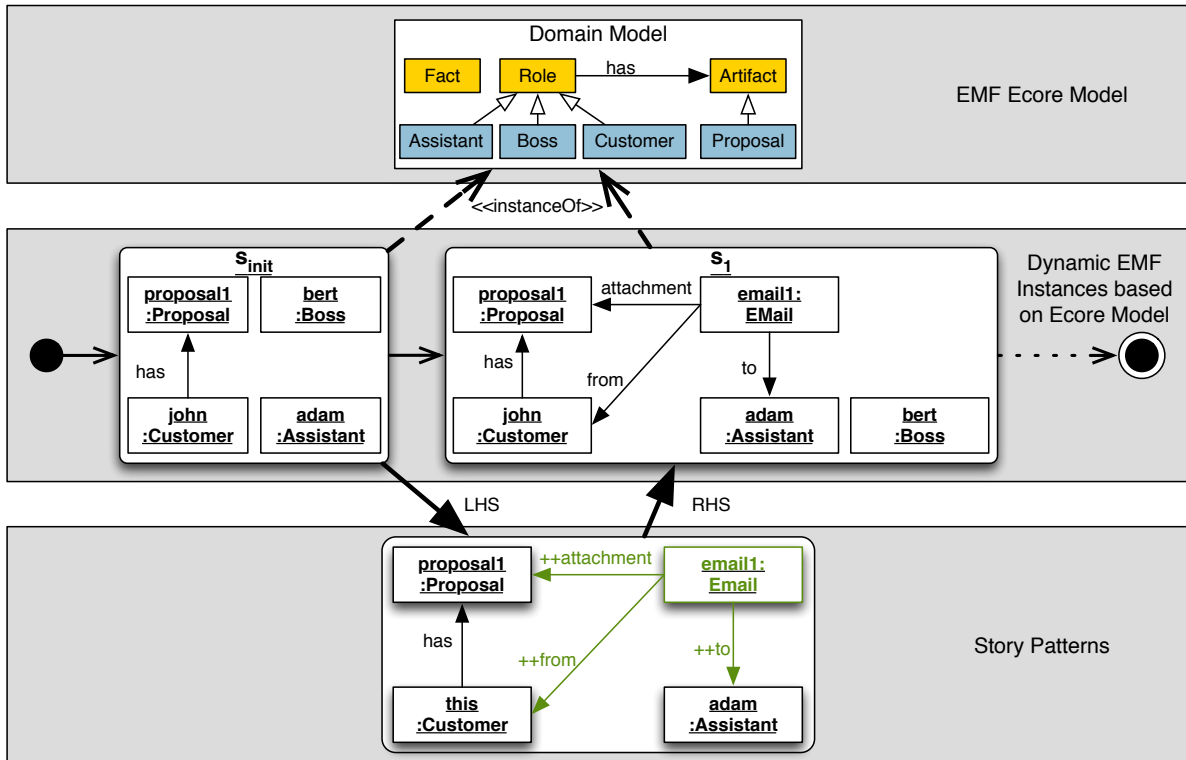 Domain Model
has
Fact
Role
Artifact
EMF Ecore Model
Assistant
Boss
Customer
Proposal
<<instanceOf>>
s_init
s_1
Dynamic EMF
Instances based
on Ecore Model
proposal1
:Proposal
bert
:Boss
has
john
:Customer
adam
:Assistant
proposal1
:Proposal
attachment
email1:
EMail
has
from
to
john
:Customer
adam
:Assistant
bert
:Boss
LHS
RHS
proposal1
:Proposal
++attachment
email1:
Email
has
++from
++to
Story Patterns
this
:Customer
adam
:Assistant